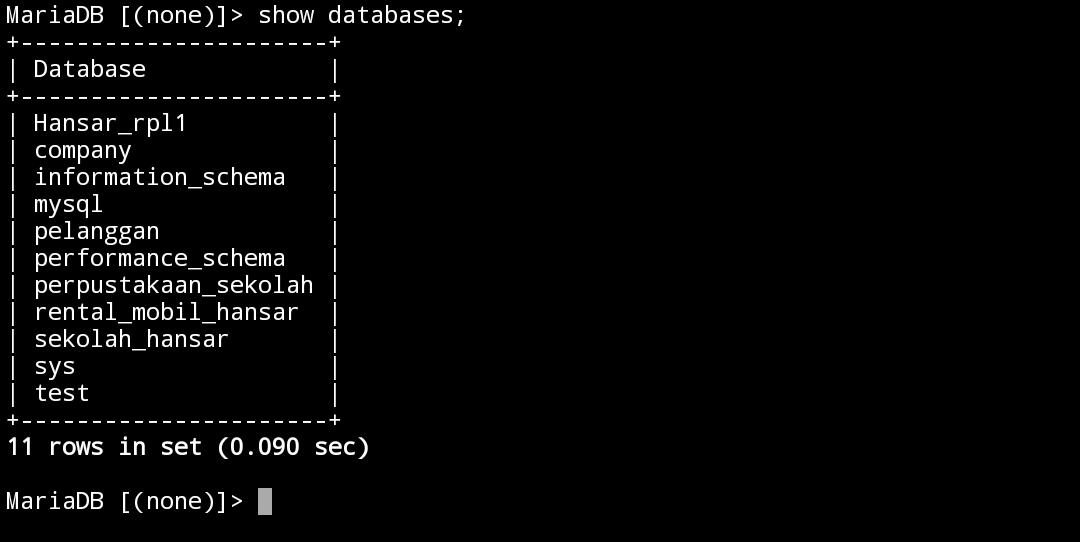 MariaDB [(none)]> show databases;
+----------------------+
| Database             |
+----------------------+
| Hansar_rpl1          |
| company              |
| information_schema   |
| mysql                |
| pelanggan            |
| performance_schema   |
| perpustakaan_sekolah |
| rental_mobil_hansar  |
| sekolah_hansar       |
| sys                  |
| test                 |
+----------------------+
11 rows in set (0.090 sec)
MariaDB [(none)]>